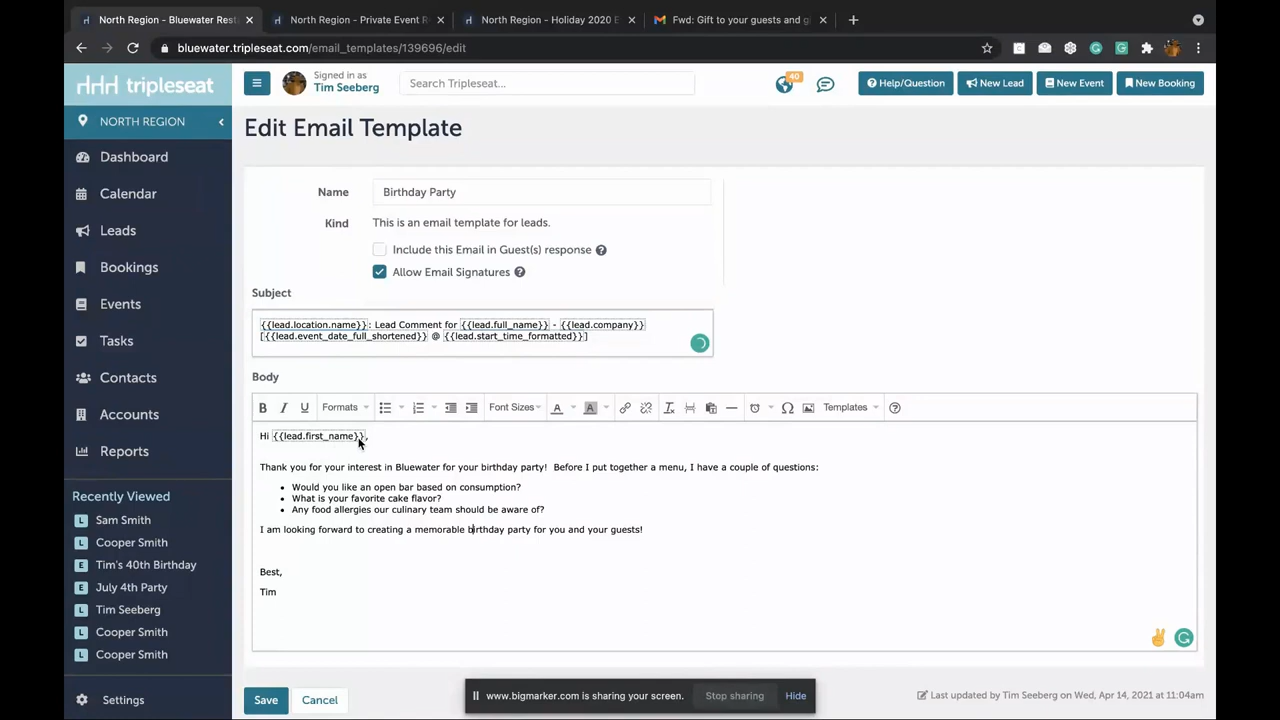 North Region - Bluewater Rest
North Region - Private Event R
North Region - Holiday 2020 E
Fwd: Gift to your guests and g
bluewater.tripleseat.com/email_templates/139696/edit
tripleseat
Signed in as
Tim Seeberg
Search Tripleseat...
40
Help/Question
New Lead
New Event
New Booking
NORTH REGION
Dashboard
Calendar
Leads
Bookings
Events
Tasks
Contacts
Accounts
Reports
Recently Viewed
L Sam Smith
L Cooper Smith
E Tim's 40th Birthday
E July 4th Party
L Tim Seeberg
L Cooper Smith
L Cooper Smith
Settings
Edit Email Template
Name Birthday Party
Kind This is an email template for leads.
Include this Email in Guest(s) response
Allow Email Signatures
Subject
{{lead.location.name}}: Lead Comment for {{lead.full_name}} - {{lead.company}}
[{{lead.event_date_full_shortened}} @ {{lead.start_time_formatted}}]
Body
B I U Formats Font Sizes A A Templates
Hi {{lead.first_name}},
Thank you for your interest in Bluewater for your birthday party! Before I put together a menu, I have a couple of questions:
• Would you like an open bar based on consumption?
• What is your favorite cake flavor?
• Any food allergies our culinary team should be aware of?
I am looking forward to creating a memorable birthday party for you and your guests!
Best,
Tim
Save
Cancel
www.bigmarker.com is sharing your screen.
Stop sharing
Hide
Last updated by Tim Seeberg on Wed, Apr 14, 2021 at 11:04am